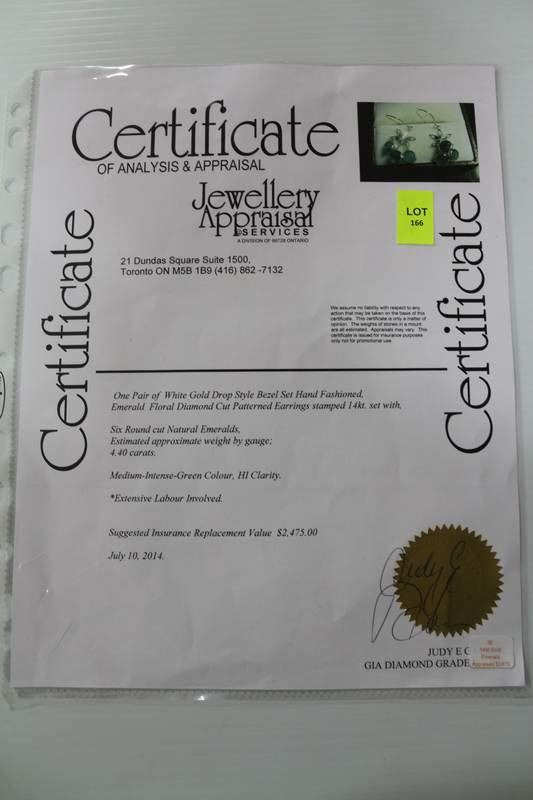 Certificate
OF ANALYSIS & APPRAISAL
Jewellery
Appraisal
SERVICES
A DIVISION OF 86728 ONTARIO
LOT
166
21 Dundas Square Suite 1500,
Toronto ON M5B 1B9 (416) 862 -7132
Certificate
Certificate
We assume no liability with respect to any
action that may be taken on the basis of this
certificate. This certificate is only a matter of
opinion. The weights of stones in a mount
are all estimated. Appraisals may vary. This
certificate is issued for insurance purposes
only not for promotional use
One Pair of White Gold Drop Style Bezel Set Hand Fashioned,
Emerald Floral Diamond Cut Patterned Earrings stamped 14kt. set with,
Six Round cut Natural Emeralds,
Estimated approximate weight by gauge;
4.40 carats.
Medium-Intense-Green Colour, HI Clarity.
*Extensive Labour Involved.
Suggested Insurance Replacement Value $2,475.00
July 10, 2014.
Judy E
JUDY E
GIA DIAMOND GRADE
Emerald